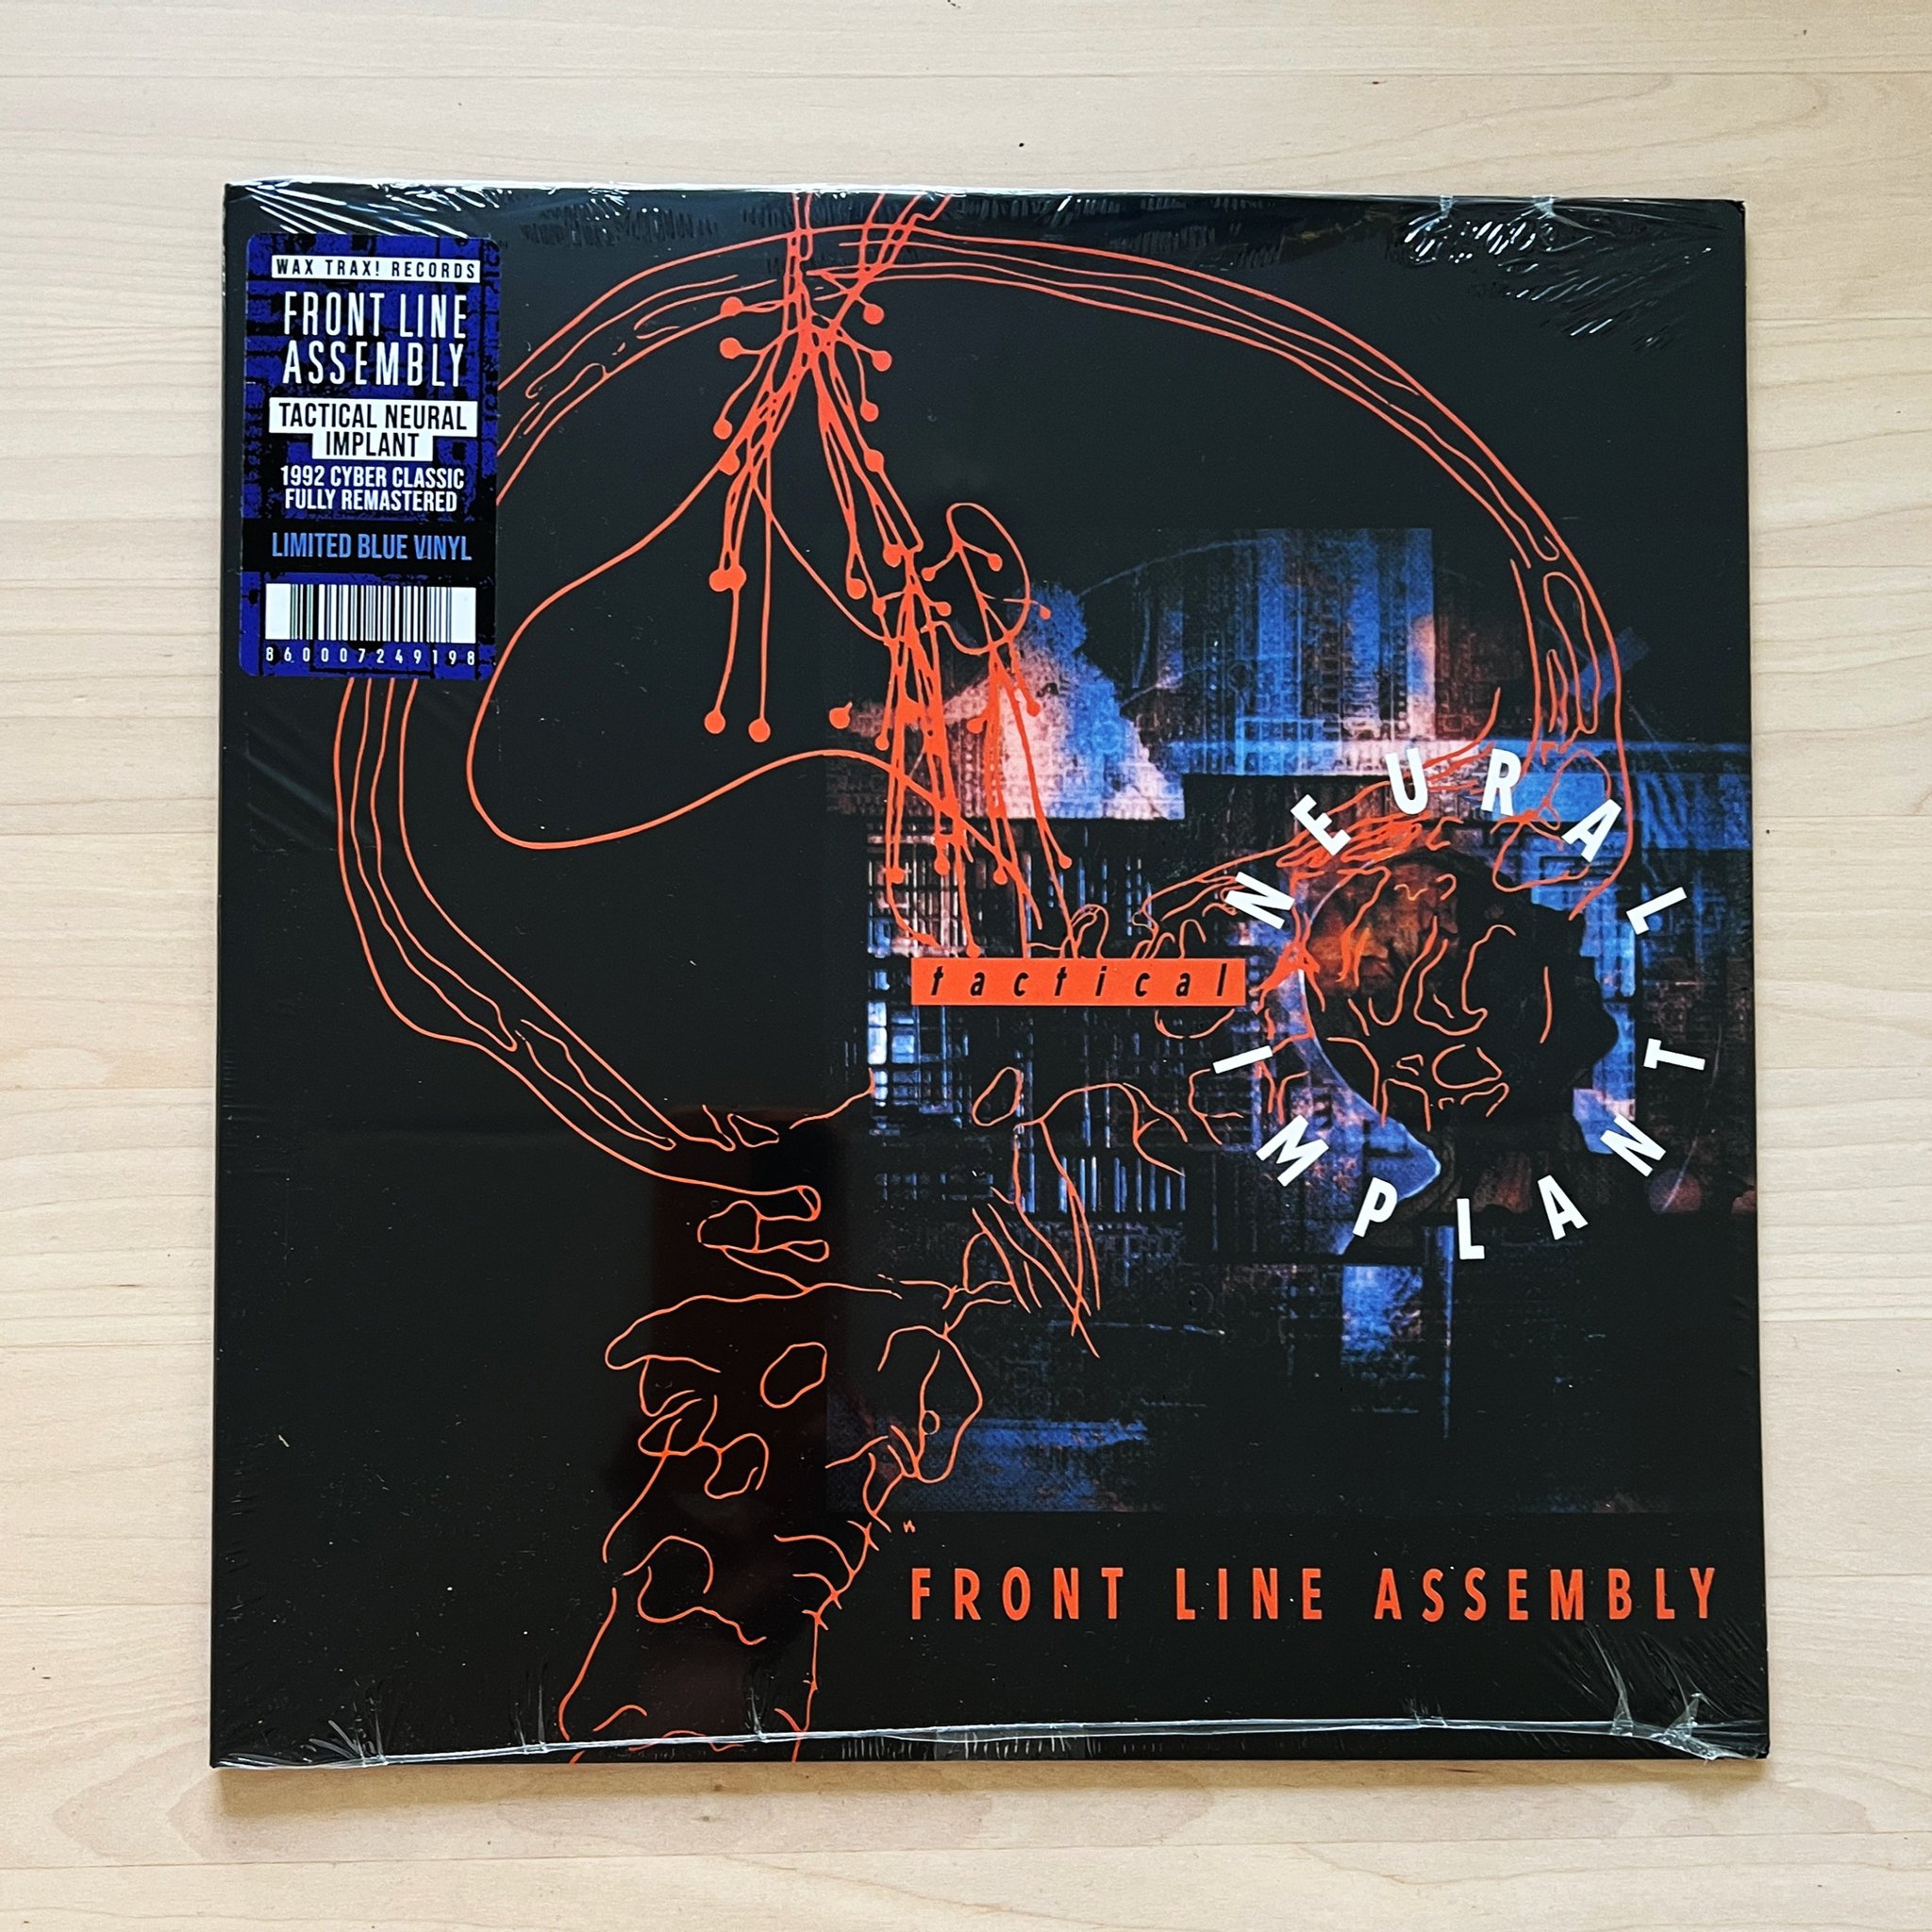 WAX TRAX! RECORDS
FRONT LINE
ASSEMBLY
TACTICAL NEURAL
IMPLANT
1992 CYBER CLASSIC
FULLY REMASTERED
LIMITED BLUE VINYL
860007249198
tactical
NEURAL
IMPLANT
FRONT LINE ASSEMBLY